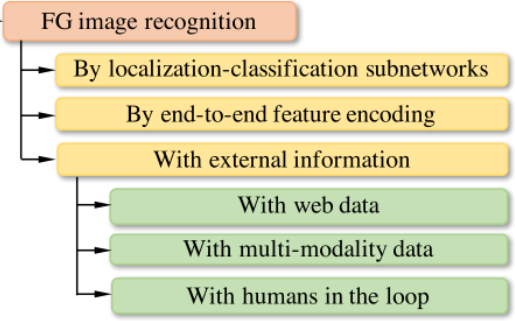 FG image recognition
By localization-classification subnetworks
By end-to-end feature encoding
With external information
With web data
With multi-modality data
With humans in the loop